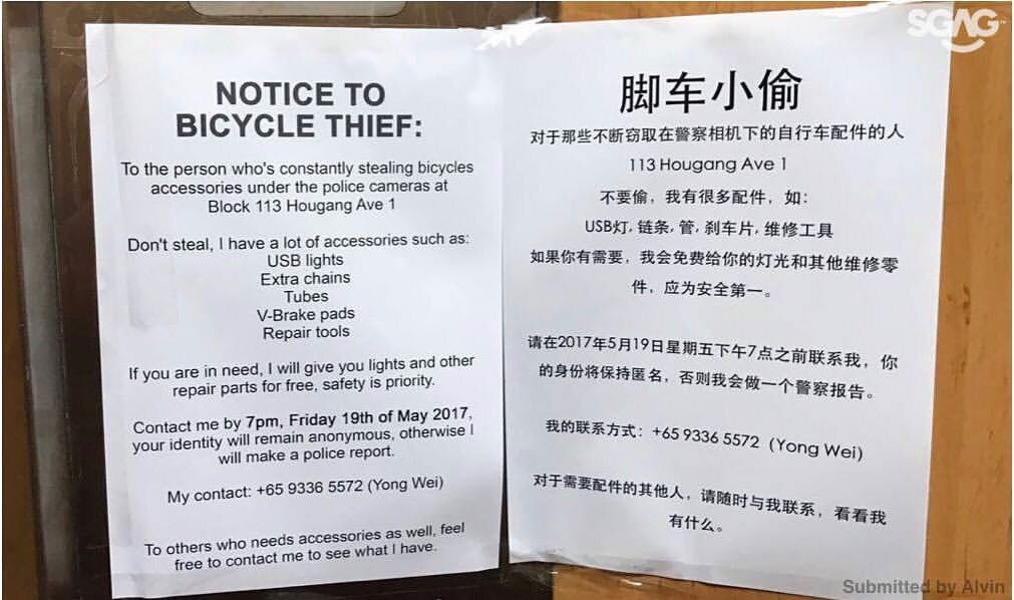 SGAG
NOTICE TO
BICYCLE THIEF:
To the person who's constantly stealing bicycles
accessories under the police cameras at
Block 113 Hougang Ave 1
Don't steal, I have a lot of accessories such as:
USB lights
Extra chains
Tubes
V-Brake pads
Repair tools
If you are in need, I will give you lights and other
repair parts for free, safety is priority.
Contact me by 7pm, Friday 19th of May 2017,
your identity will remain anonymous, otherwise I
will make a police report.
My contact: +65 9336 5572 (Yong Wei)
To others who needs accessories as well, feel
free to contact me to see what I have.
脚车小偷
对于那些不断窃取在警察相机下的自行车配件的人
113 Hougang Ave 1
不要偷，我有很多配件，如：
USB灯, 链条, 管, 刹车片, 维修工具
如果你有需要，我会免费给你的灯光和其他维修零
件，应为安全第一。
请在2017年5月19日星期五下午7点之前联系我，你
的身份将保持匿名，否则我会做一个警察报告。
我的联系方式：+65 9336 5572（Yong Wei）
对于需要配件的其他人，请随时与我联系，看看我
有什么。
Submitted by Alvin